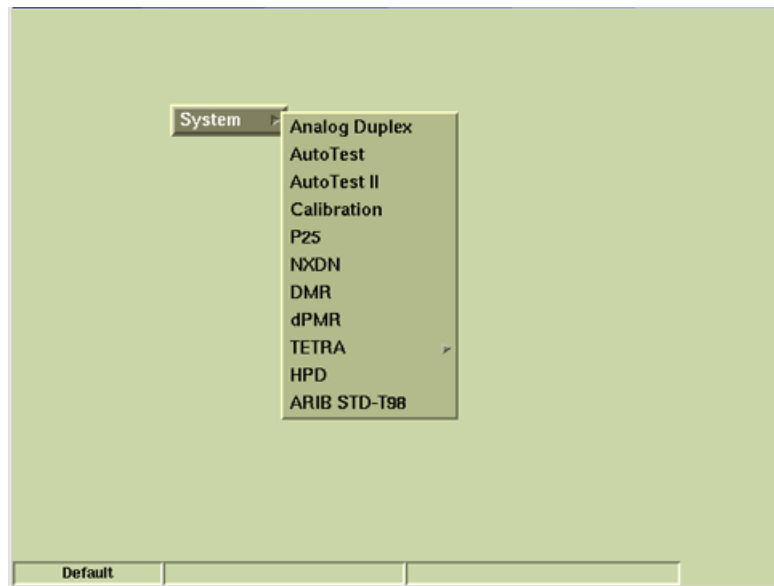 System
Analog Duplex
AutoTest
AutoTest II
Calibration
P25
NXDN
DMR
dPMR
TETRA
HPD
ARIB STD-T98
Default